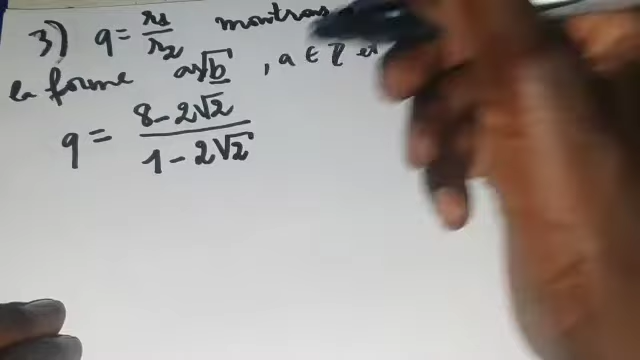 3) q = r₁/r₂ montrons
la forme a√b , a ∈ ℤ et
q = (8 - 2√2)/(1 - 2√2)